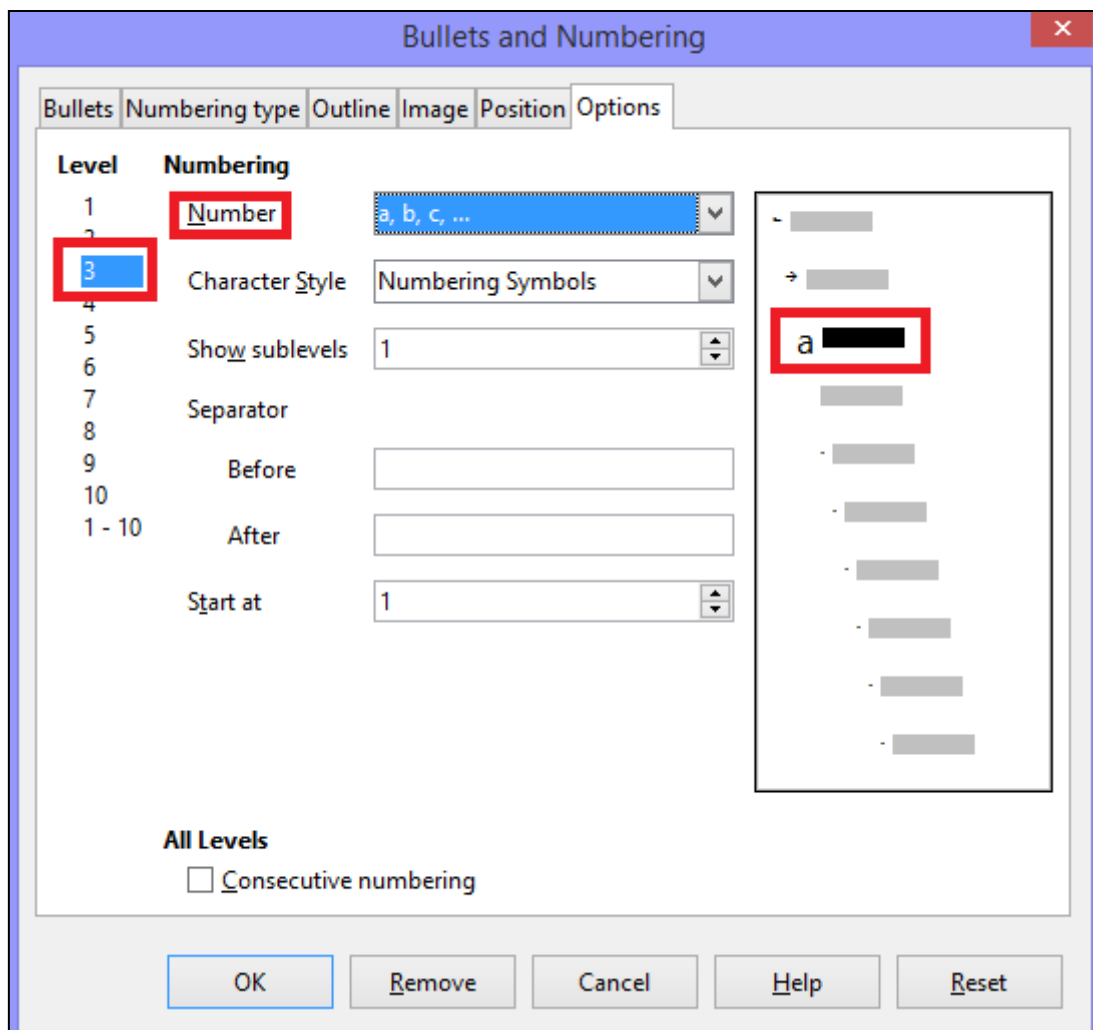 Bullets and Numbering
Bullets Numbering type Outline Image Position Options
Level Numbering
1
Number a, b, c, ...
2
3
Character Style Numbering Symbols
4
5
Show sublevels 1
6
7
Separator
8
9
Before
10
1 - 10
After
Start at 1
a
All Levels
Consecutive numbering
OK Remove Cancel Help Reset